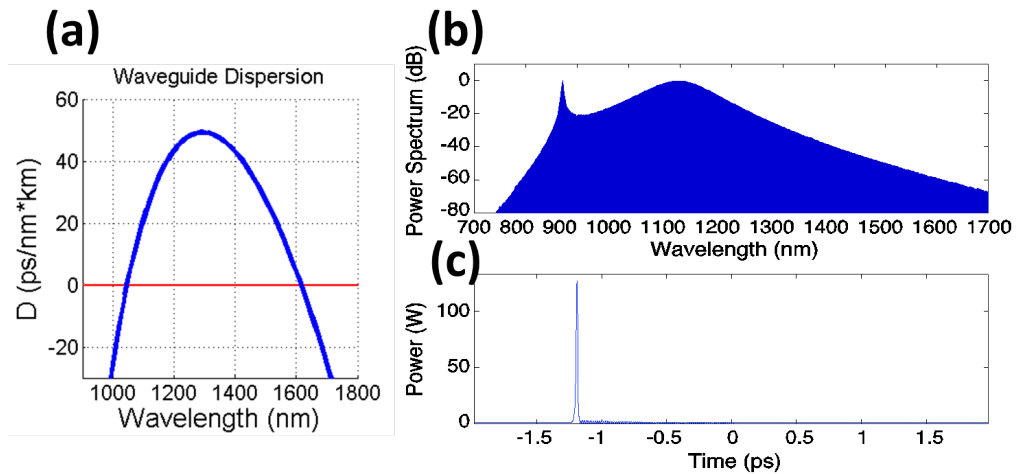 (a)
Waveguide Dispersion
60
40
20
0
-20
D (ps/nm*km)
1000 1200 1400 1600 1800
Wavelength (nm)
(b)
0
-20
-40
-60
-80
Power Spectrum (dB)
700 800 900 1000 1100 1200 1300 1400 1500 1600 1700
Wavelength (nm)
(c)
100
50
0
Power (W)
-1.5 -1 -0.5 0 0.5 1 1.5
Time (ps)